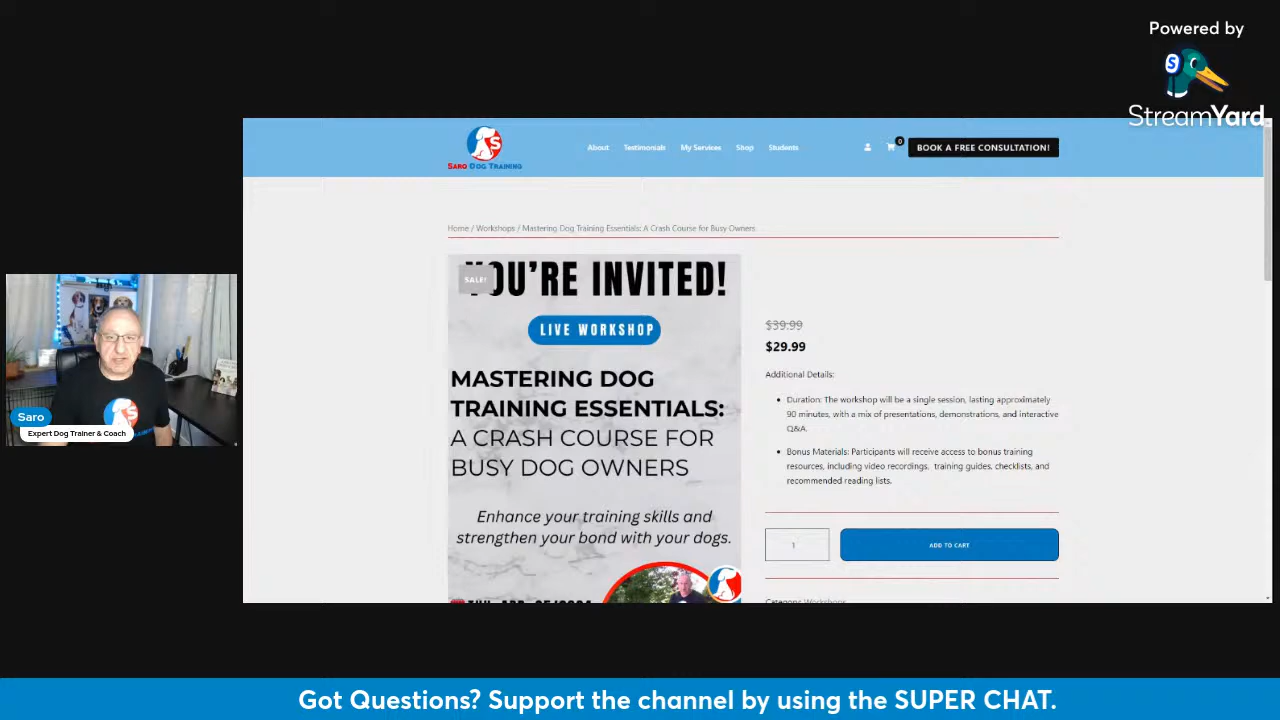 Powered by
StreamYard
SARO DOG TRAINING
About
Testimonials
My Services
Shop
Students
0
BOOK A FREE CONSULTATION!
Home / Workshops / Mastering Dog Training Essentials: A Crash Course for Busy Owners
SALE!
YOU'RE INVITED!
LIVE WORKSHOP
MASTERING DOG
TRAINING ESSENTIALS:
A CRASH COURSE FOR
BUSY DOG OWNERS
Enhance your training skills and
strengthen your bond with your dogs.
$39.99
$29.99
Additional Details:
Duration: The workshop will be a single session, lasting approximately
90 minutes, with a mix of presentations, demonstrations, and interactive
Q&A.
Bonus Materials: Participants will receive access to bonus training
resources, including video recordings, training guides, checklists, and
recommended reading lists.
1
ADD TO CART
Category: Workshops
Saro
Expert Dog Trainer & Coach
Got Questions? Support the channel by using the SUPER CHAT.